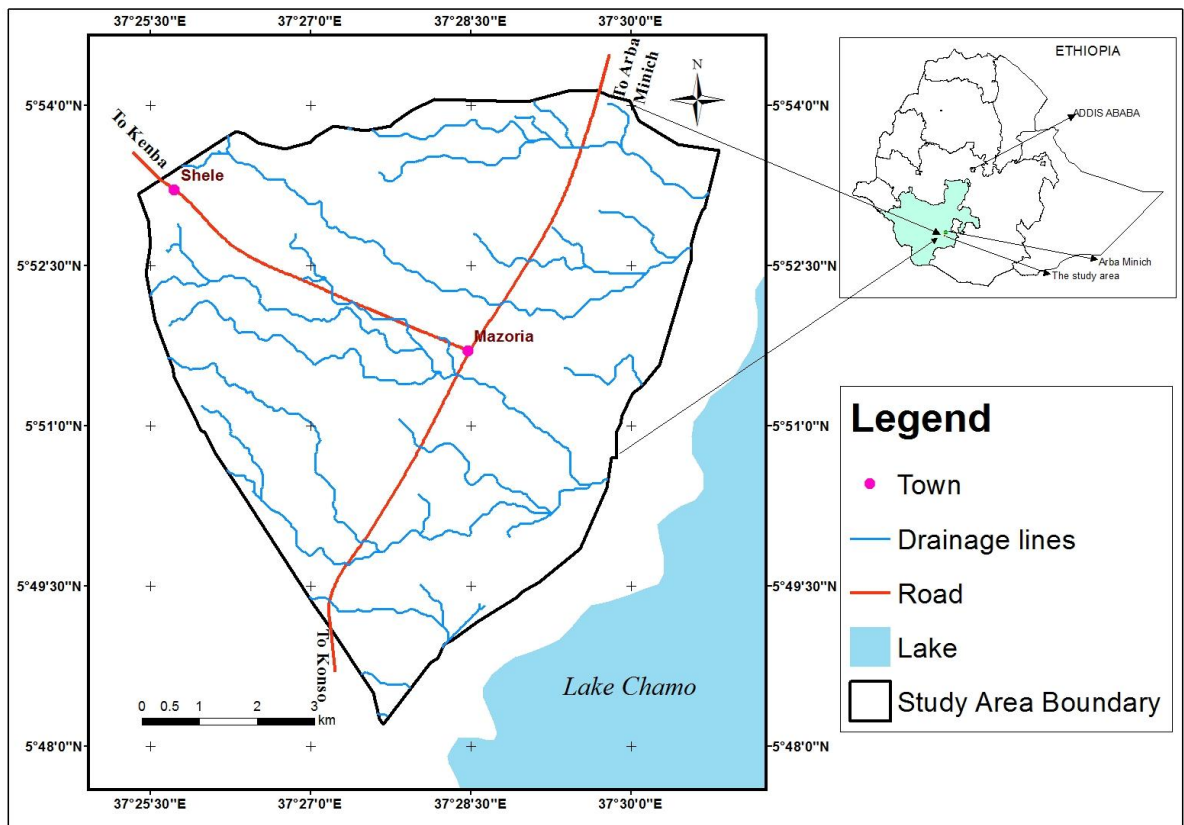 37°25'30"E 37°27'0"E 37°28'30"E 37°30'0"E
5°54'0"N
5°52'30"N
5°51'0"N
5°49'30"N
5°48'0"N
To Kenba
Shele
To Arba
Minich
N
Mazoria
To Konso
Lake Chamo
0 0.5 1 2 3
km
5°54'0"N
5°52'30"N
5°51'0"N
5°49'30"N
5°48'0"N
37°25'30"E 37°27'0"E 37°28'30"E 37°30'0"E
ETHIOPIA
ADDIS ABABA
Arba Minich
The study area
Legend
Town
Drainage lines
Road
Lake
Study Area Boundary